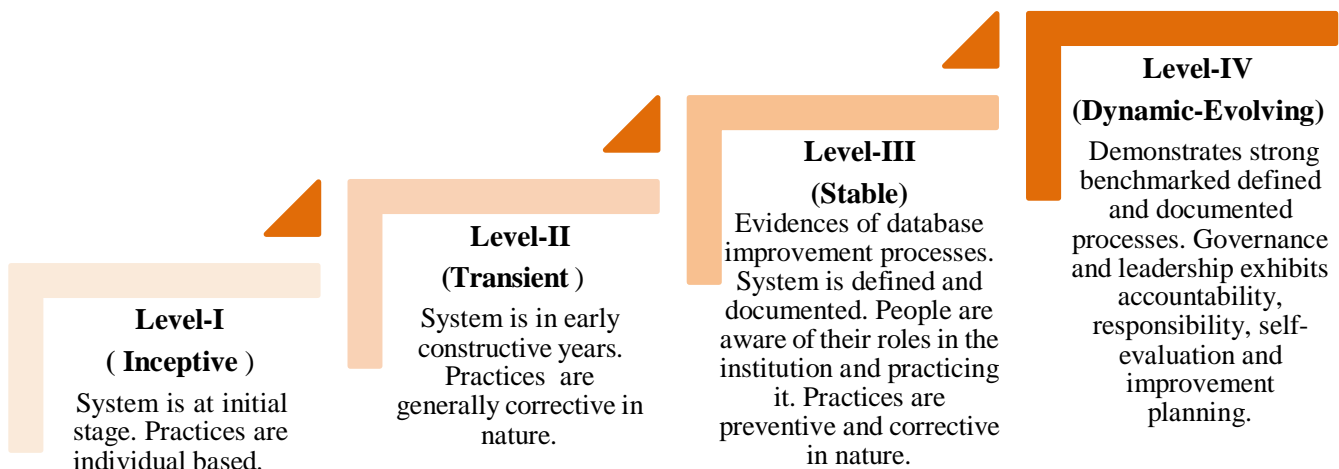 Level-I
( Inceptive )
System is at initial
stage. Practices are
individual based.
Level-II
(Transient )
System is in early
constructive years.
Practices are
generally corrective in
nature.
Level-III
(Stable)
Evidences of database
improvement processes.
System is defined and
documented. People are
aware of their roles in the
institution and practicing
it. Practices are
preventive and corrective
in nature.
Level-IV
(Dynamic-Evolving)
Demonstrates strong
benchmarked defined
and documented
processes. Governance
and leadership exhibits
accountability,
responsibility, self-
evaluation and
improvement
planning.